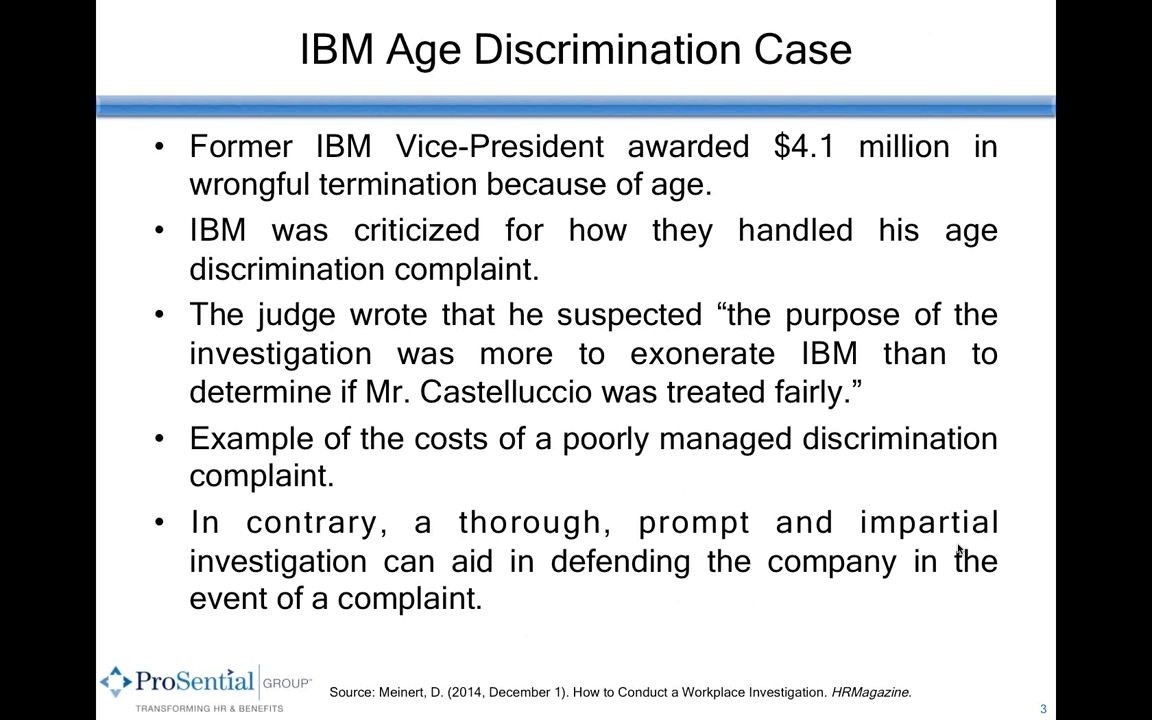 IBM Age Discrimination Case
• Former IBM Vice-President awarded $4.1 million in
wrongful termination because of age.
• IBM was criticized for how they handled his age
discrimination complaint.
• The judge wrote that he suspected “the purpose of the
investigation was more to exonerate IBM than to
determine if Mr. Castelluccio was treated fairly.”
• Example of the costs of a poorly managed discrimination
complaint.
• In contrary, a thorough, prompt and impartial
investigation can aid in defending the company in the
event of a complaint.
ProSential GROUP™
TRANSFORMING HR & BENEFITS
Source: Meinert, D. (2014, December 1). How to Conduct a Workplace Investigation. HRMagazine.
3